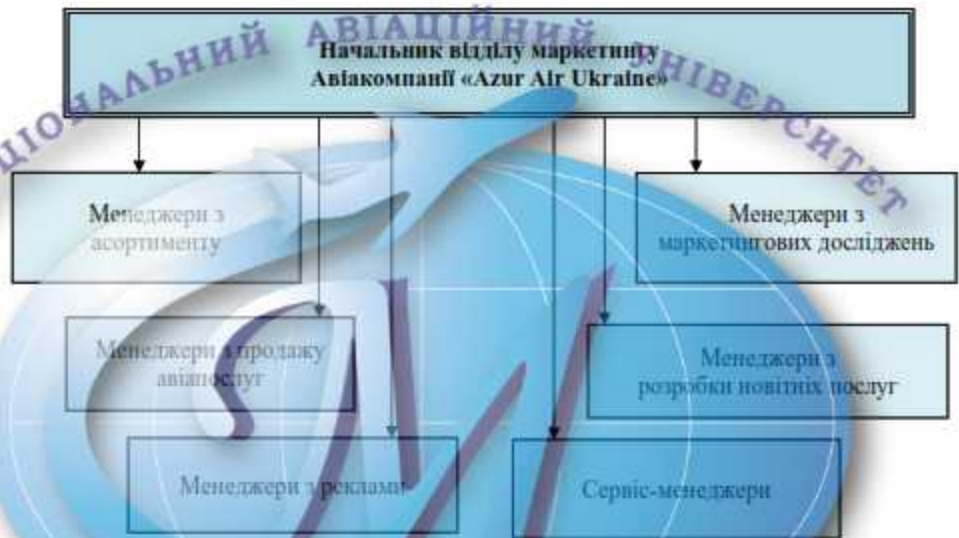 НАЦІОНАЛЬНИЙ АВІАЦІЙНИЙ УНІВЕРСИТЕТ
Начальник відділу маркетингу
Авіакомпанії «Azur Air Ukraine»
Менеджери з
асортименту
Менеджери з
маркетингових досліджень
Менеджери з продажу
авіапослуг
Менеджери з
розробки новітніх послуг
Менеджери з реклами
Сервіс-менеджери